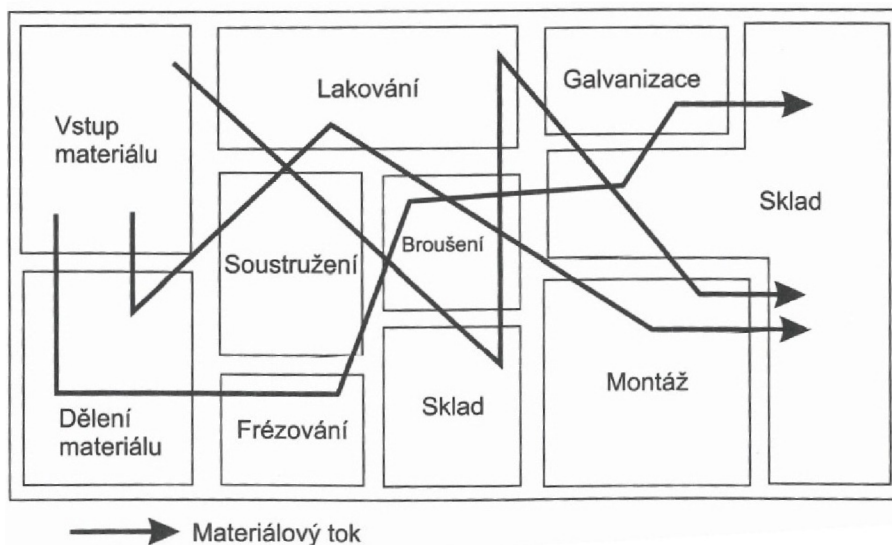 Vstup
materiálu
Lakování
Galvanizace
Soustružení
Broušení
Sklad
Dělení
materiálu
Frézování
Sklad
Montáž
Materiálový tok